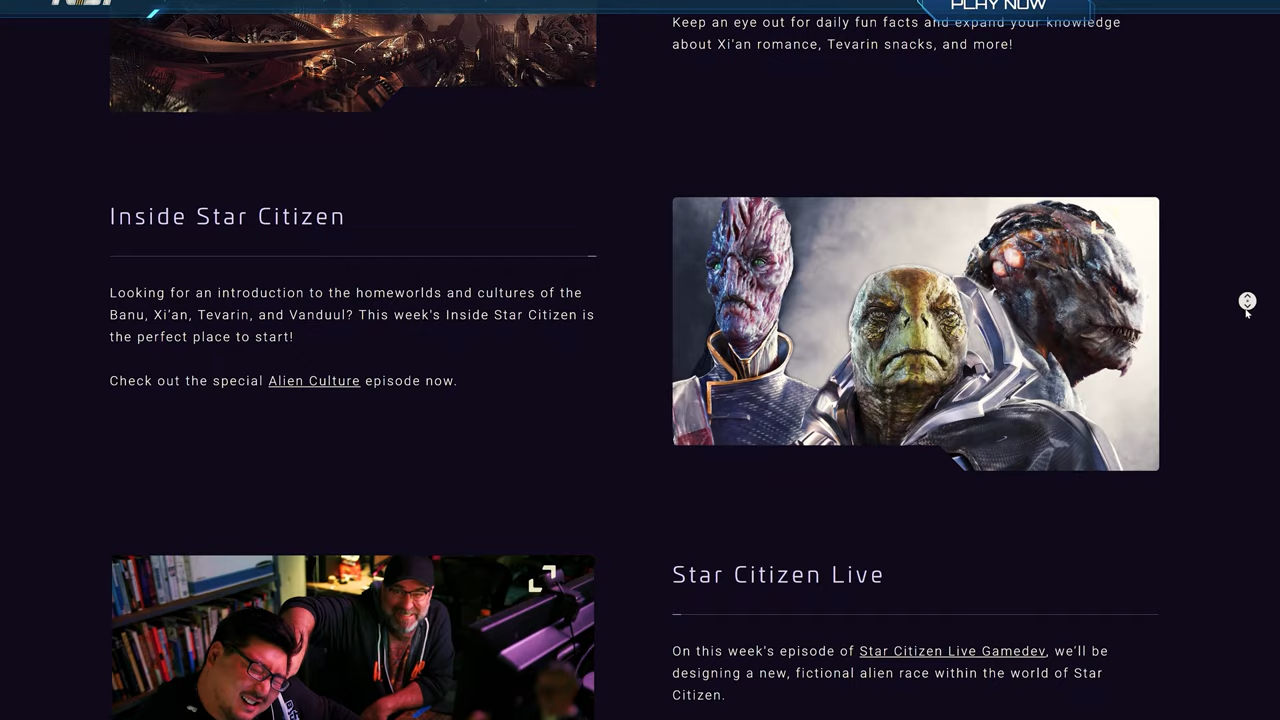 PLAY NOW
Keep an eye out for daily fun facts and expand your knowledge
about Xi'an romance, Tevarin snacks, and more!
Inside Star Citizen
Looking for an introduction to the homeworlds and cultures of the
Banu, Xi'an, Tevarin, and Vanduul? This week's Inside Star Citizen is
the perfect place to start!
Check out the special Alien Culture episode now.
Star Citizen Live
On this week's episode of Star Citizen Live Gamedev, we'll be
designing a new, fictional alien race within the world of Star
Citizen.